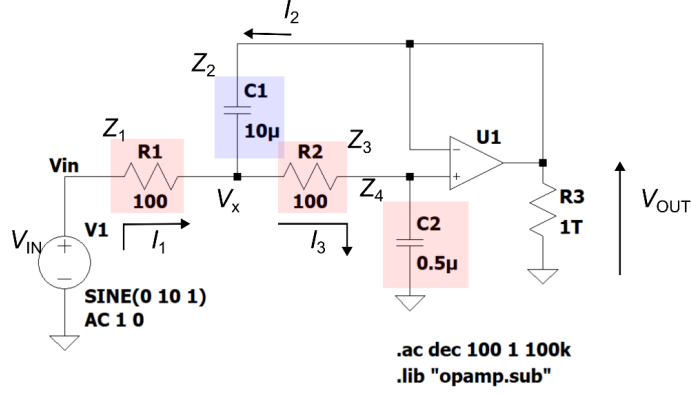 I2
Z2
C1
10µ
Z1
R1
100
Vin
Vx
R2
100
Z3
Z4
U1
−
+
R3
1T
VOUT
VIN
V1
+
−
I1
I3
C2
0.5µ
SINE(0 10 1)
AC 1 0
.ac dec 100 1 100k
.lib "opamp.sub"